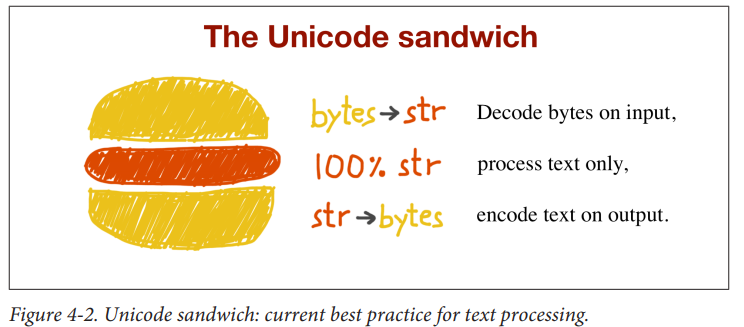 The Unicode sandwich
bytes→str Decode bytes on input,
100% str process text only,
str→bytes encode text on output.
Figure 4-2. Unicode sandwich: current best practice for text processing.